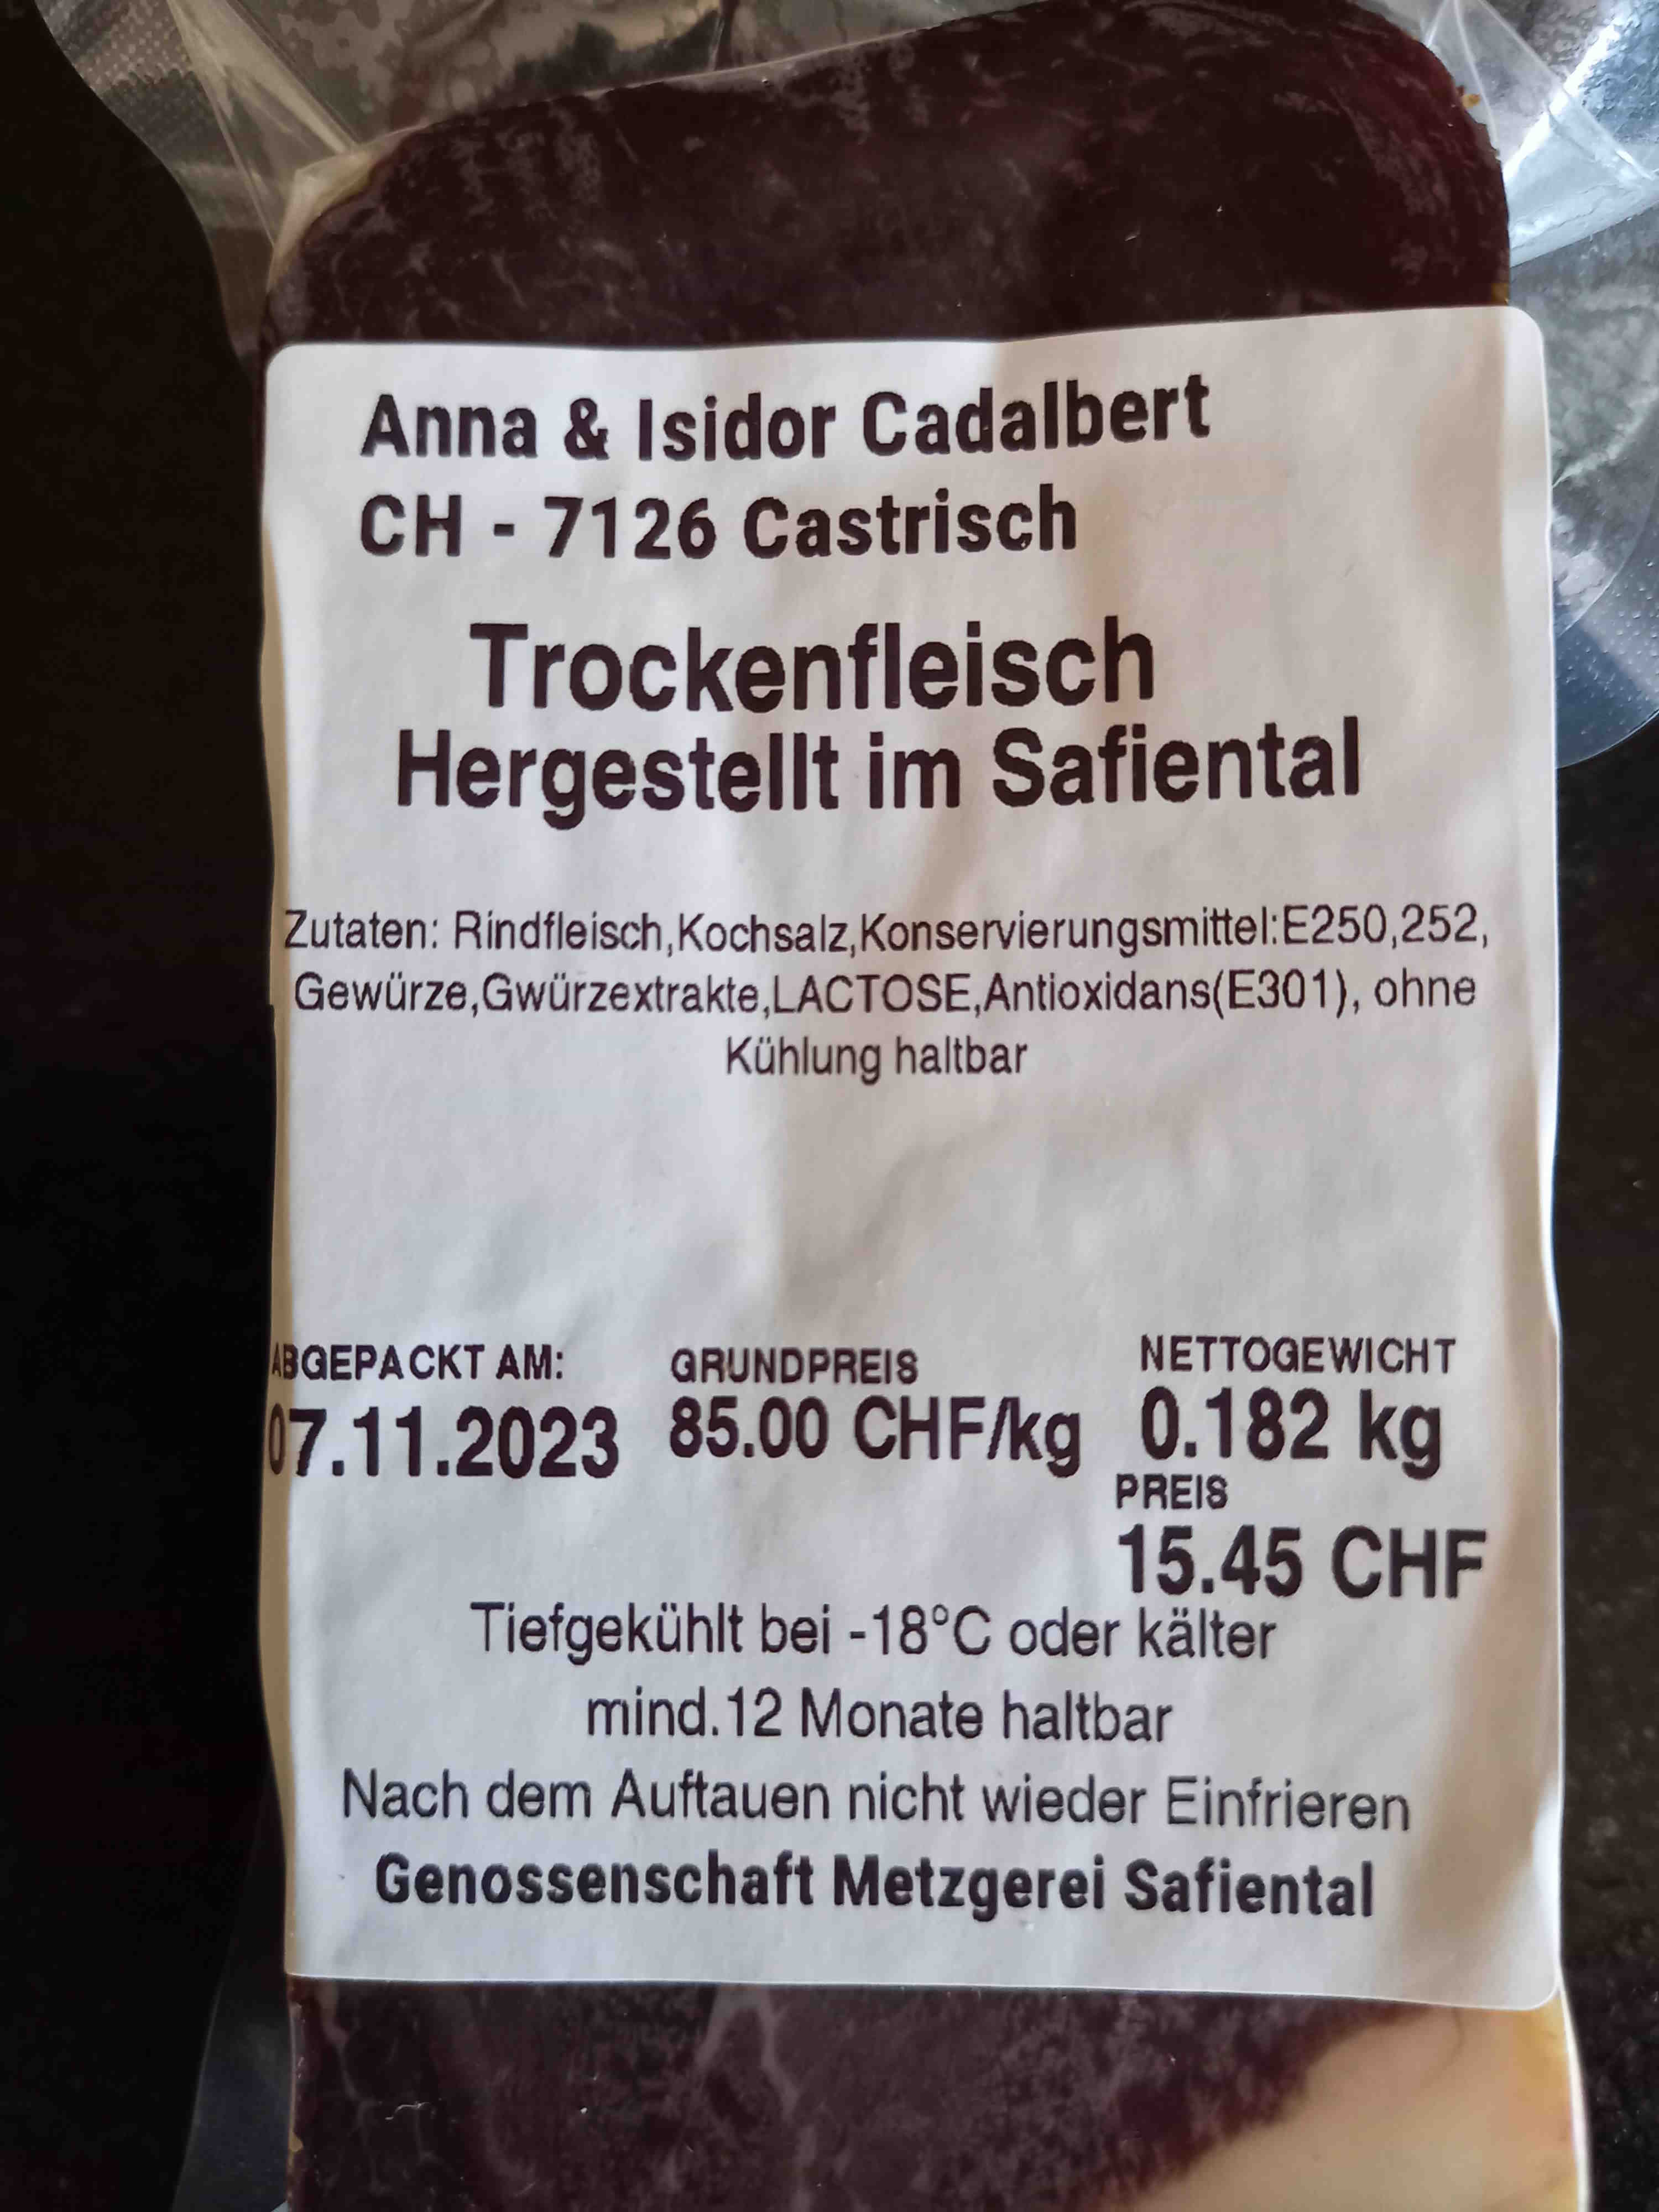 Anna & Isidor Cadalbert
CH - 7126 Castrisch
Trockenfleisch
Hergestellt im Safiental
Zutaten: Rindfleisch,Kochsalz,Konservierungsmittel:E250,252,
Gewürze,Gwürzextrakte,LACTOSE,Antioxidans(E301), ohne
Kühlung haltbar
ABGEPACKT AM: GRUNDPREIS NETTOGEWICHT
07.11.2023 85.00 CHF/kg 0.182 kg
PREIS
15.45 CHF
Tiefgekühlt bei -18°C oder kälter
mind.12 Monate haltbar
Nach dem Auftauen nicht wieder Einfrieren
Genossenschaft Metzgerei Safiental